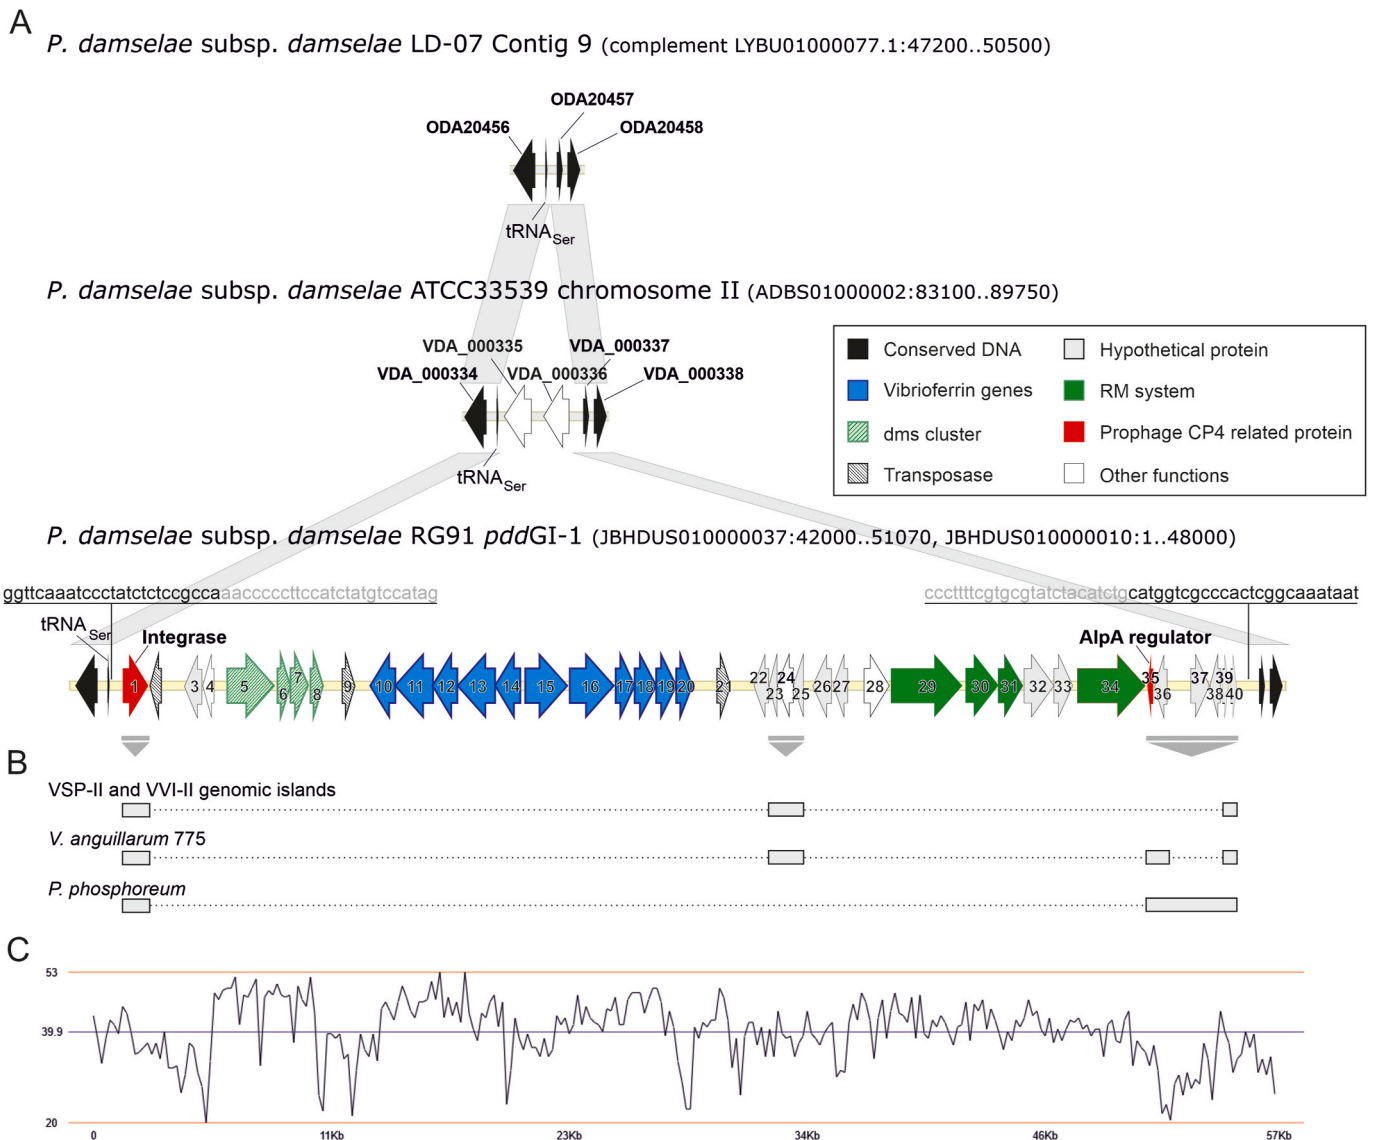 A
P. damselae subsp. damselae LD-07 Contig 9 (complement LYBU01000077.1:47200..50500)
ODA20457
ODA20456
ODA20458
tRNASer
P. damselae subsp. damselae ATCC33539 chromosome II (ADBS01000002:83100..89750)
VDA_000335
VDA_000337
VDA_000334
VDA_000336
VDA_000338
tRNASer
Conserved DNA
Hypothetical protein
Vibrioferrin genes
RM system
dms cluster
Prophage CP4 related protein
Transposase
Other functions
P. damselae subsp. damselae RG91 pddGI-1 (JBHDUS010000037:42000..51070, JBHDUS010000010:1..48000)
ggttcaaatccctatctctccgccaaacccccttccatctatgtccatag
cccttttcgtgcgtatctacatctgcatggtcgcccactcggcaaataat
tRNASer
Integrase
AlpA regulator
1 3 4 5 6 7 8 9 10 11 12 13 14 15 16 17 18 19 20 21 22 23 24 25 26 27 28 29 30 31 32 33 34 35 36 37 38 39 40
B
VSP-II and VVI-II genomic islands
V. anguillarum 775
P. phosphoreum
C
53
39.9
20
0 11Kb 23Kb 34Kb 46Kb 57Kb